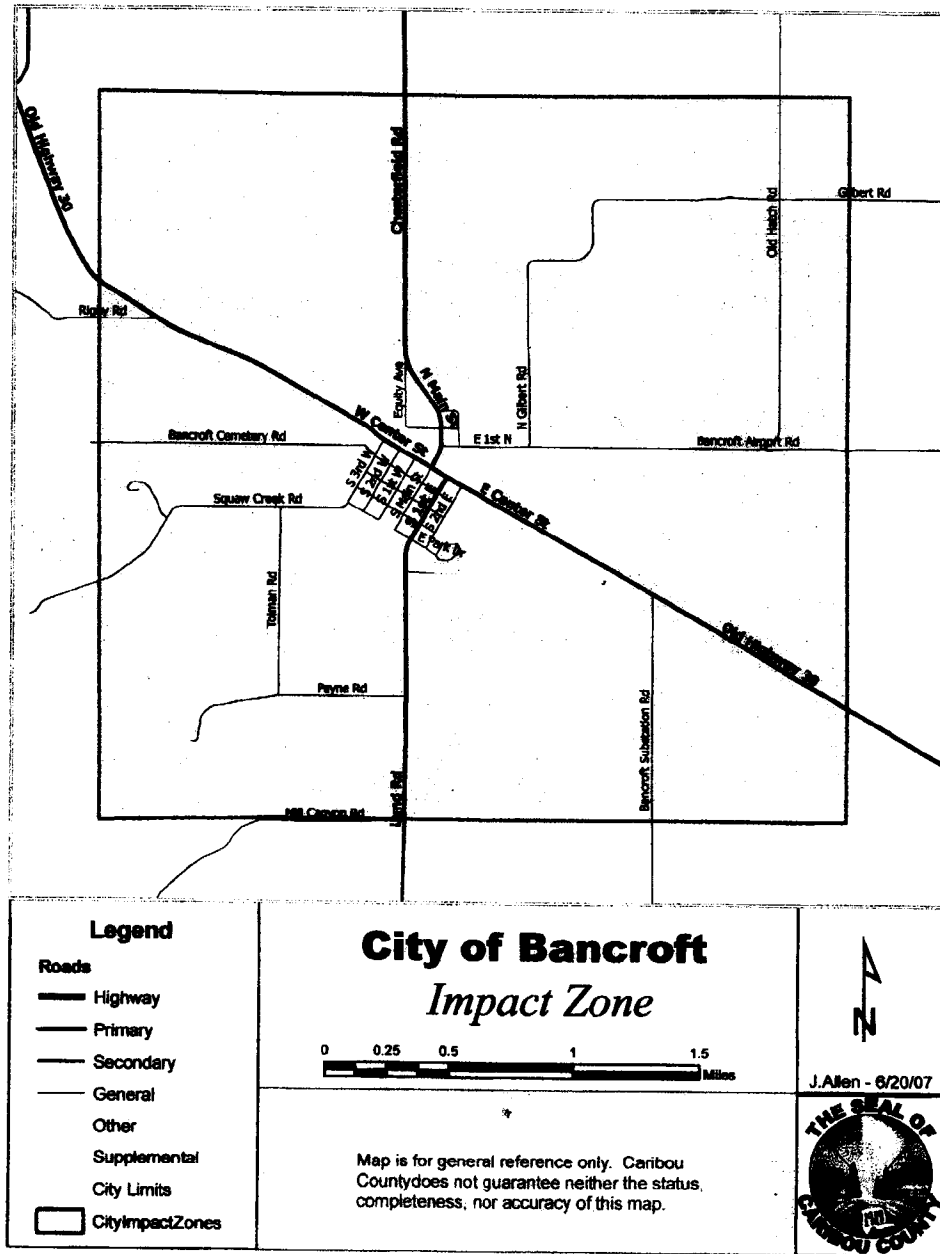 Old Highway 30
Chesterfield Rd
Old Hatch Rd
Gilbert Rd
Rigby Rd
Equity Ave
N Main St
N Gilbert Rd
W Center St
Bancroft Cemetery Rd
E 1st N
Bancroft Airport Rd
S 3rd W
S 2nd W
S 1st W
S Main St
S 2nd E
E Center St
Squaw Creek Rd
E Park Dr
Tolman Rd
Old Highway 30
Payne Rd
Bancroft Substation Rd
Lund Rd
Mill Canyon Rd
Legend
Roads
Highway
Primary
Secondary
General
Other
Supplemental
City Limits
CityImpactZones
City of Bancroft
Impact Zone
0 0.25 0.5 1 1.5
Miles
Map is for general reference only. Caribou
Countydoes not guarantee neither the status,
completeness, nor accuracy of this map.
N
J.Allen - 6/20/07
THE SEAL OF
CARIBOU COUNTY